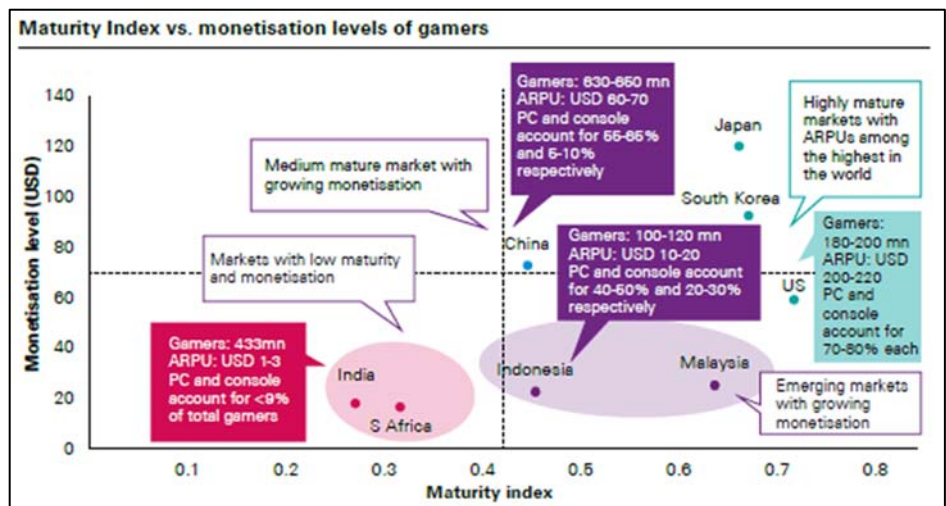 Maturity Index vs. monetisation levels of gamers
Monetisation level (USD)
140
120
100
80
60
40
20
0
0.1
0.2
0.3
0.4
0.5
0.6
0.7
0.8
Maturity index
Medium mature market with
growing monetisation
Gamers: 630-650 mn
ARPU: USD 60-70
PC and console
account for 55-65%
and 5-10%
respectively
Japan
Highly mature
markets with
ARPUs among
the highest in
the world
South Korea
China
Markets with low maturity
and monetisation
Gamers: 100-120 mn
ARPU: USD 10-20
PC and console account
for 40-50% and 20-30%
respectively
Gamers:
180-200 mn
ARPU: USD
200-220
PC and
console
account for
70-80% each
US
Gamers: 433mn
ARPU: USD 1-3
PC and console
account for <9%
of total gamers
India
S Africa
Indonesia
Malaysia
Emerging markets
with growing
monetisation